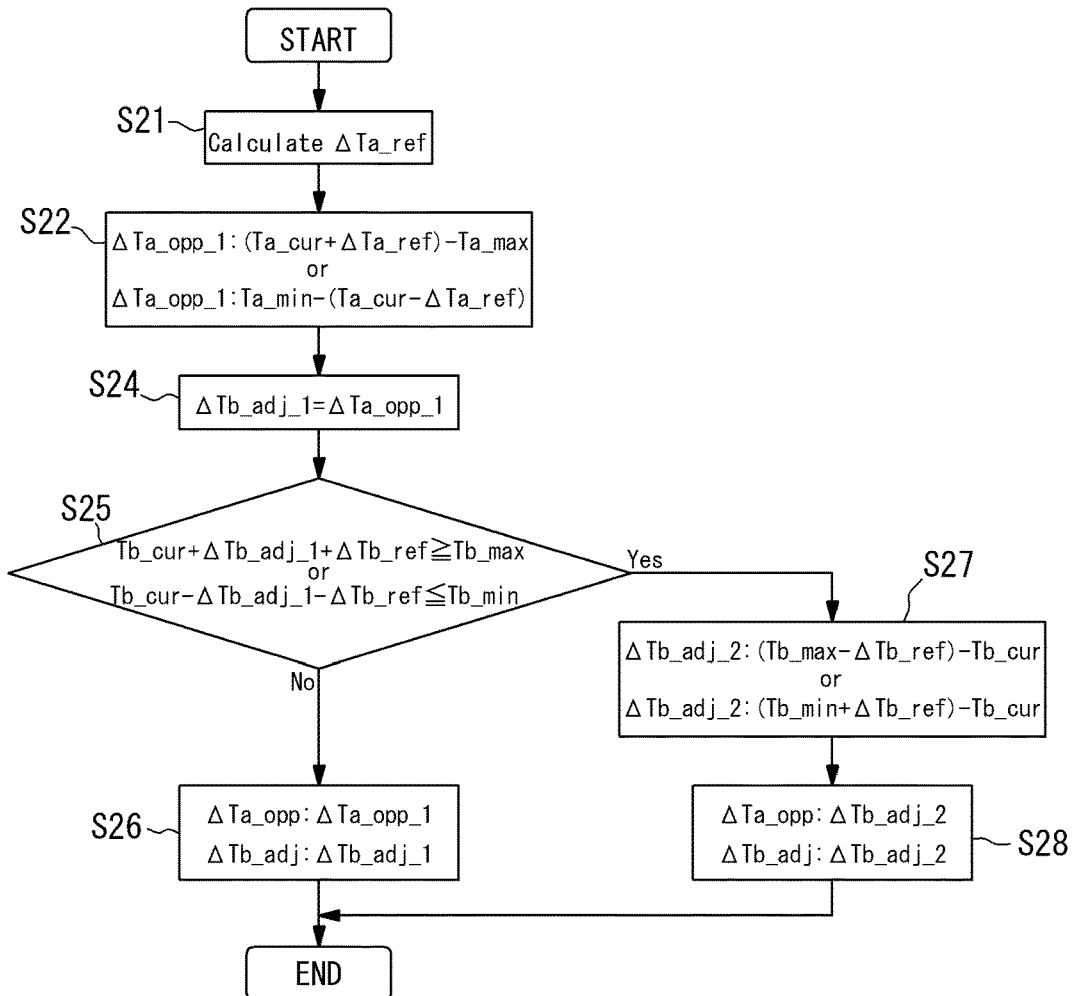 START
S21
Calculate ΔTa_ref
S22
ΔTa_opp_1:(Ta_cur+ΔTa_ref)-Ta_max
or
ΔTa_opp_1:Ta_min-(Ta_cur-ΔTa_ref)
S24
ΔTb_adj_1=ΔTa_opp_1
S25
Tb_cur+ΔTb_adj_1+ΔTb_ref≧Tb_max
or
Tb_cur-ΔTb_adj_1-ΔTb_ref≦Tb_min
Yes
No
S27
ΔTb_adj_2:(Tb_max-ΔTb_ref)-Tb_cur
or
ΔTb_adj_2:(Tb_min+ΔTb_ref)-Tb_cur
S26
ΔTa_opp:ΔTa_opp_1
ΔTb_adj:ΔTb_adj_1
ΔTa_opp:ΔTb_adj_2
ΔTb_adj:ΔTb_adj_2
S28
END